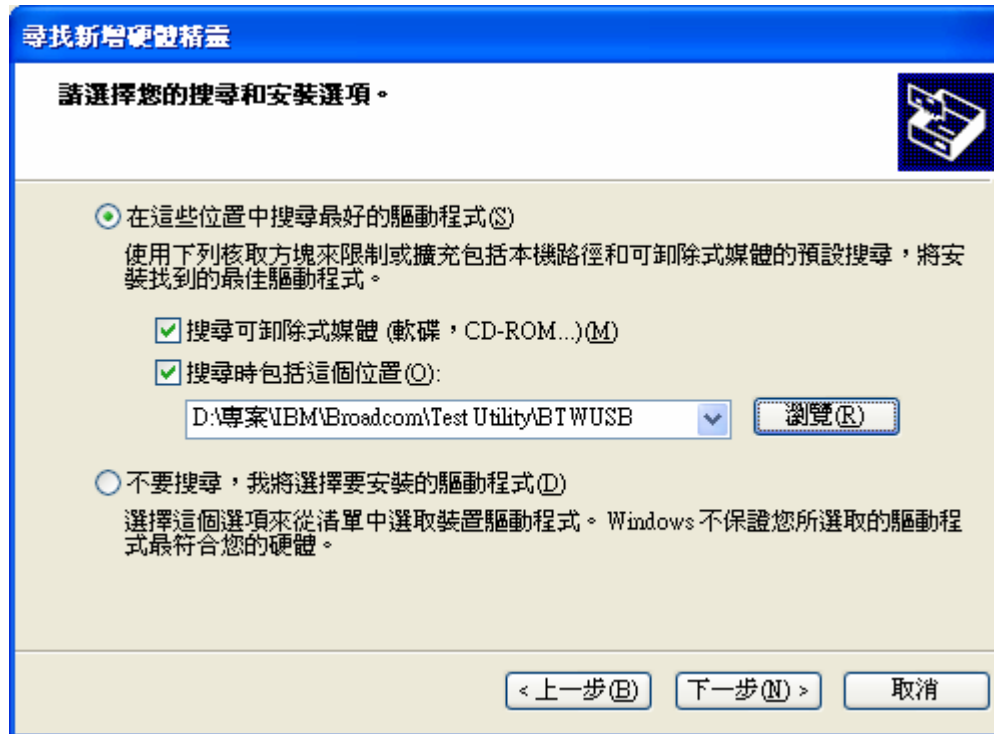 尋找新增硬體精靈
請選擇您的搜尋和安裝選項。
在這些位置中搜尋最好的驅動程式(S)
使用下列核取方塊來限制或擴充包括本機路徑和可卸除式媒體的預設搜尋，將安
裝找到的最佳驅動程式。
搜尋可卸除式媒體 (軟碟，CD-ROM...)(M)
搜尋時包括這個位置(O):
D:\專案\IBM\Broadcom\Test Utility\BTWUSB
瀏覽(R)
不要搜尋，我將選擇要安裝的驅動程式(D)
選擇這個選項來從清單中選取裝置驅動程式。Windows 不保證您所選取的驅動程
式最符合您的硬體。
< 上一步(B) 下一步(N) > 取消